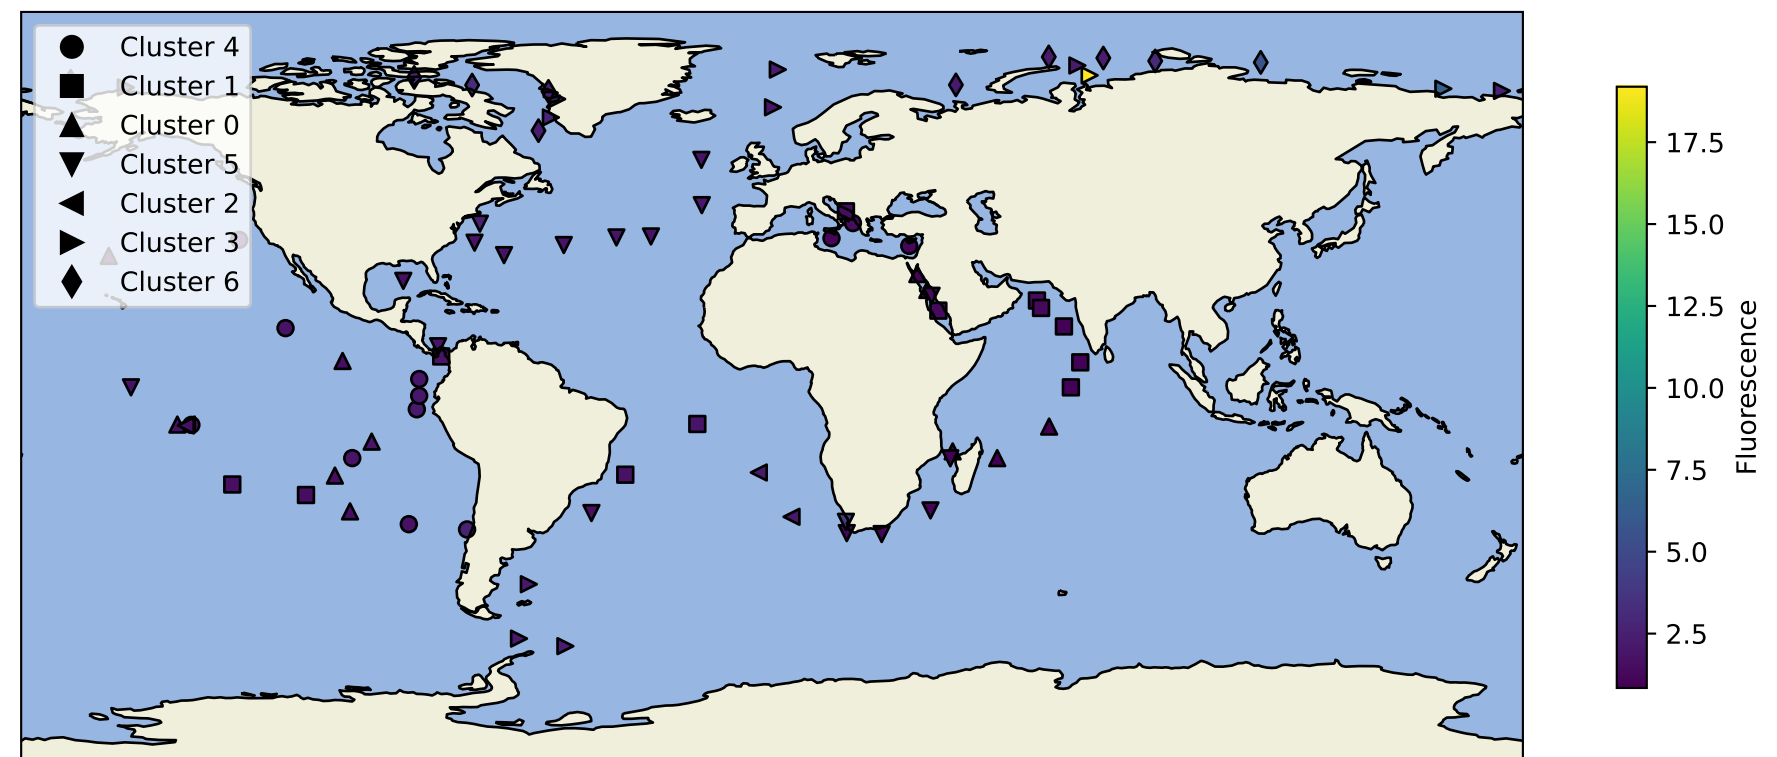 Cluster 4
Cluster 1
Cluster 0
Cluster 5
Cluster 2
Cluster 3
Cluster 6
17.5
15.0
12.5
10.0
7.5
5.0
2.5
Fluorescence